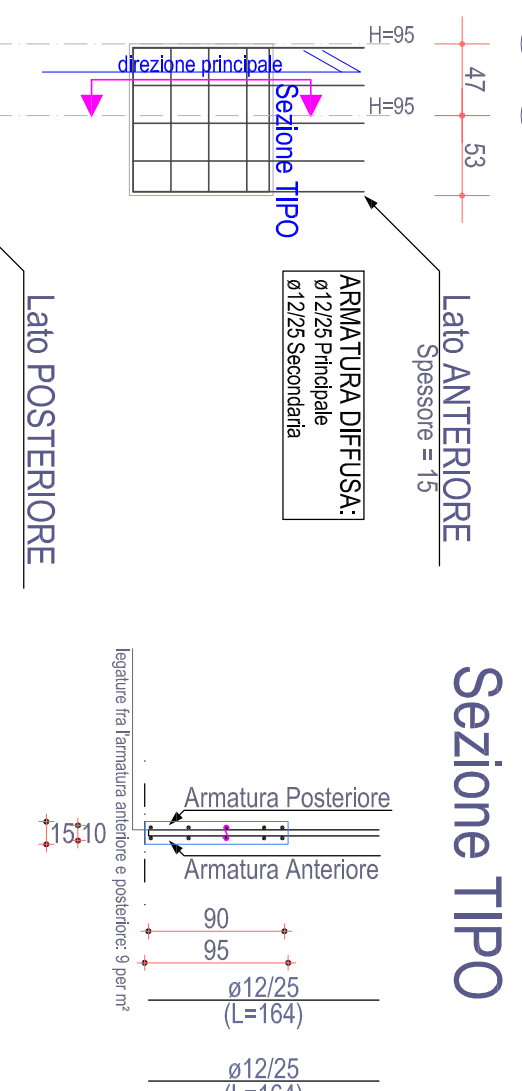 H=95
direzione principale
47
H=95
Sezione TIPO
53
Lato ANTERIORE
Spessore = 15
ARMATURA DIFFUSA:
ø12/25 Principale
ø12/25 Secondaria
Lato POSTERIORE
Sezione TIPO
legature fra l'armatura anteriore e posteriore: 9 per m²
Armatura Posteriore
15
10
Armatura Anteriore
90
95
ø12/25
(L=164)
ø12/25
(L=164)